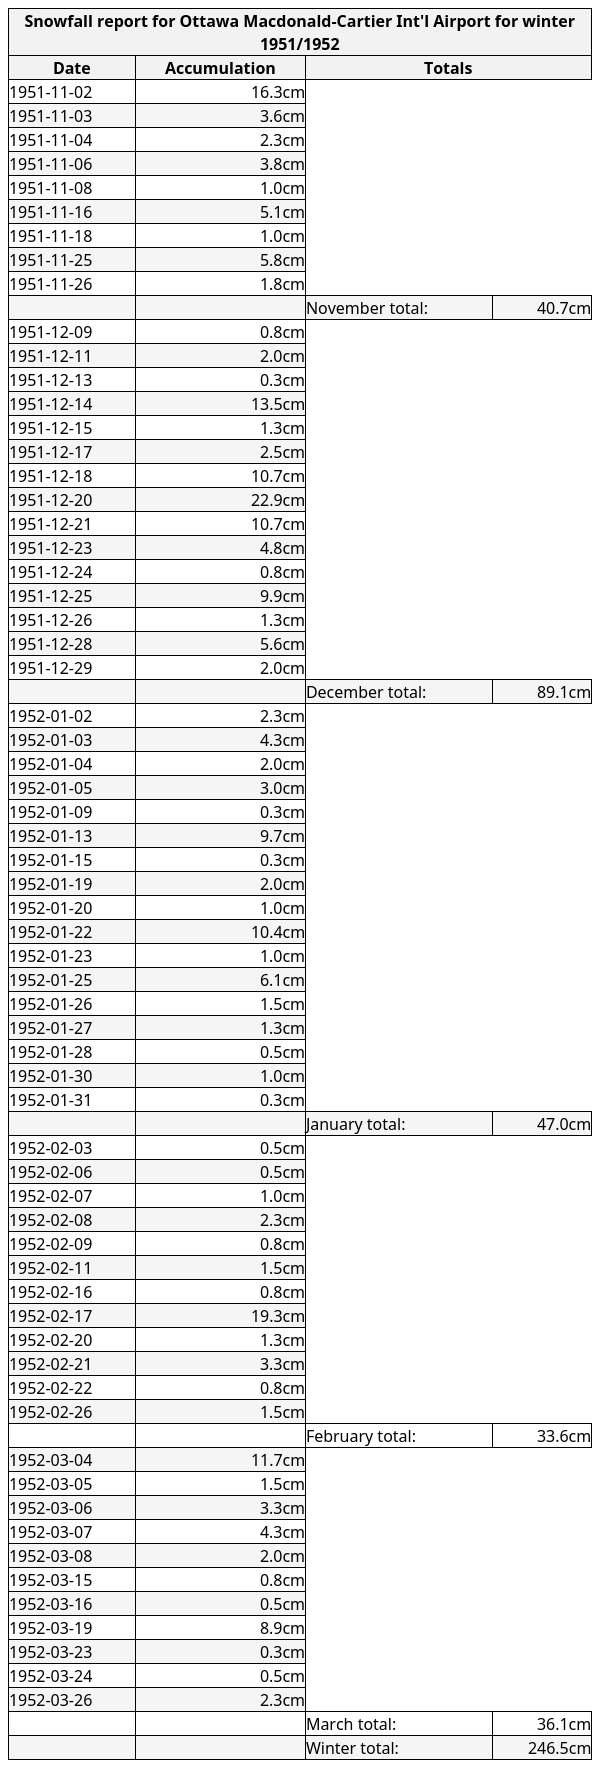 Snowfall report for Ottawa Macdonald-Cartier Int'l Airport for winter
1951/1952
Date Accumulation Totals
1951-11-02 16.3cm
1951-11-03 3.6cm
1951-11-04 2.3cm
1951-11-06 3.8cm
1951-11-08 1.0cm
1951-11-16 5.1cm
1951-11-18 1.0cm
1951-11-25 5.8cm
1951-11-26 1.8cm
November total: 40.7cm
1951-12-09 0.8cm
1951-12-11 2.0cm
1951-12-13 0.3cm
1951-12-14 13.5cm
1951-12-15 1.3cm
1951-12-17 2.5cm
1951-12-18 10.7cm
1951-12-20 22.9cm
1951-12-21 10.7cm
1951-12-23 4.8cm
1951-12-24 0.8cm
1951-12-25 9.9cm
1951-12-26 1.3cm
1951-12-28 5.6cm
1951-12-29 2.0cm
December total: 89.1cm
1952-01-02 2.3cm
1952-01-03 4.3cm
1952-01-04 2.0cm
1952-01-05 3.0cm
1952-01-09 0.3cm
1952-01-13 9.7cm
1952-01-15 0.3cm
1952-01-19 2.0cm
1952-01-20 1.0cm
1952-01-22 10.4cm
1952-01-23 1.0cm
1952-01-25 6.1cm
1952-01-26 1.5cm
1952-01-27 1.3cm
1952-01-28 0.5cm
1952-01-30 1.0cm
1952-01-31 0.3cm
January total: 47.0cm
1952-02-03 0.5cm
1952-02-06 0.5cm
1952-02-07 1.0cm
1952-02-08 2.3cm
1952-02-09 0.8cm
1952-02-11 1.5cm
1952-02-16 0.8cm
1952-02-17 19.3cm
1952-02-20 1.3cm
1952-02-21 3.3cm
1952-02-22 0.8cm
1952-02-26 1.5cm
February total: 33.6cm
1952-03-04 11.7cm
1952-03-05 1.5cm
1952-03-06 3.3cm
1952-03-07 4.3cm
1952-03-08 2.0cm
1952-03-15 0.8cm
1952-03-16 0.5cm
1952-03-19 8.9cm
1952-03-23 0.3cm
1952-03-24 0.5cm
1952-03-26 2.3cm
March total: 36.1cm
Winter total: 246.5cm